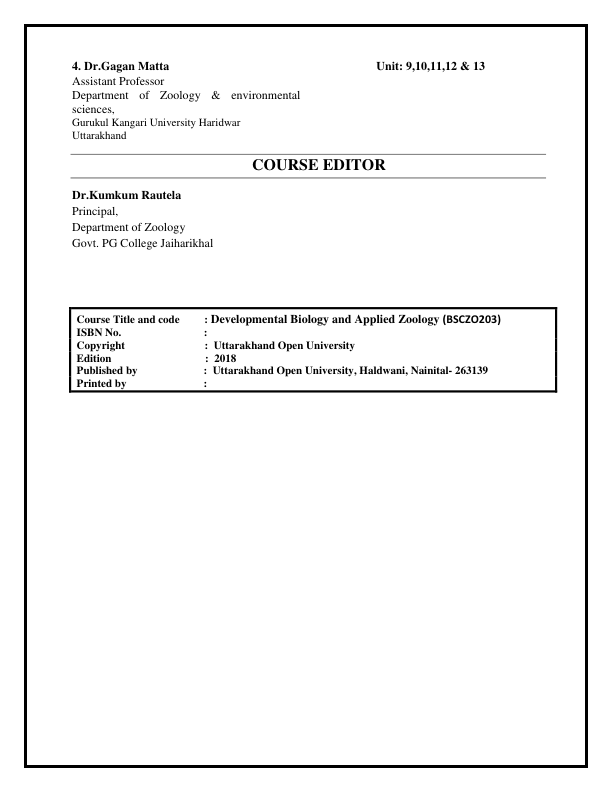 4. Dr.Gagan Matta Unit: 9,10,11,12 & 13
Assistant Professor
Department of Zoology & environmental
sciences,
Gurukul Kangari University Haridwar
Uttarakhand
COURSE EDITOR
Dr.Kumkum Rautela
Principal,
Department of Zoology
Govt. PG College Jaiharikhal
Course Title and code : Developmental Biology and Applied Zoology (BSCZO203)
ISBN No. :
Copyright : Uttarakhand Open University
Edition : 2018
Published by : Uttarakhand Open University, Haldwani, Nainital- 263139
Printed by :